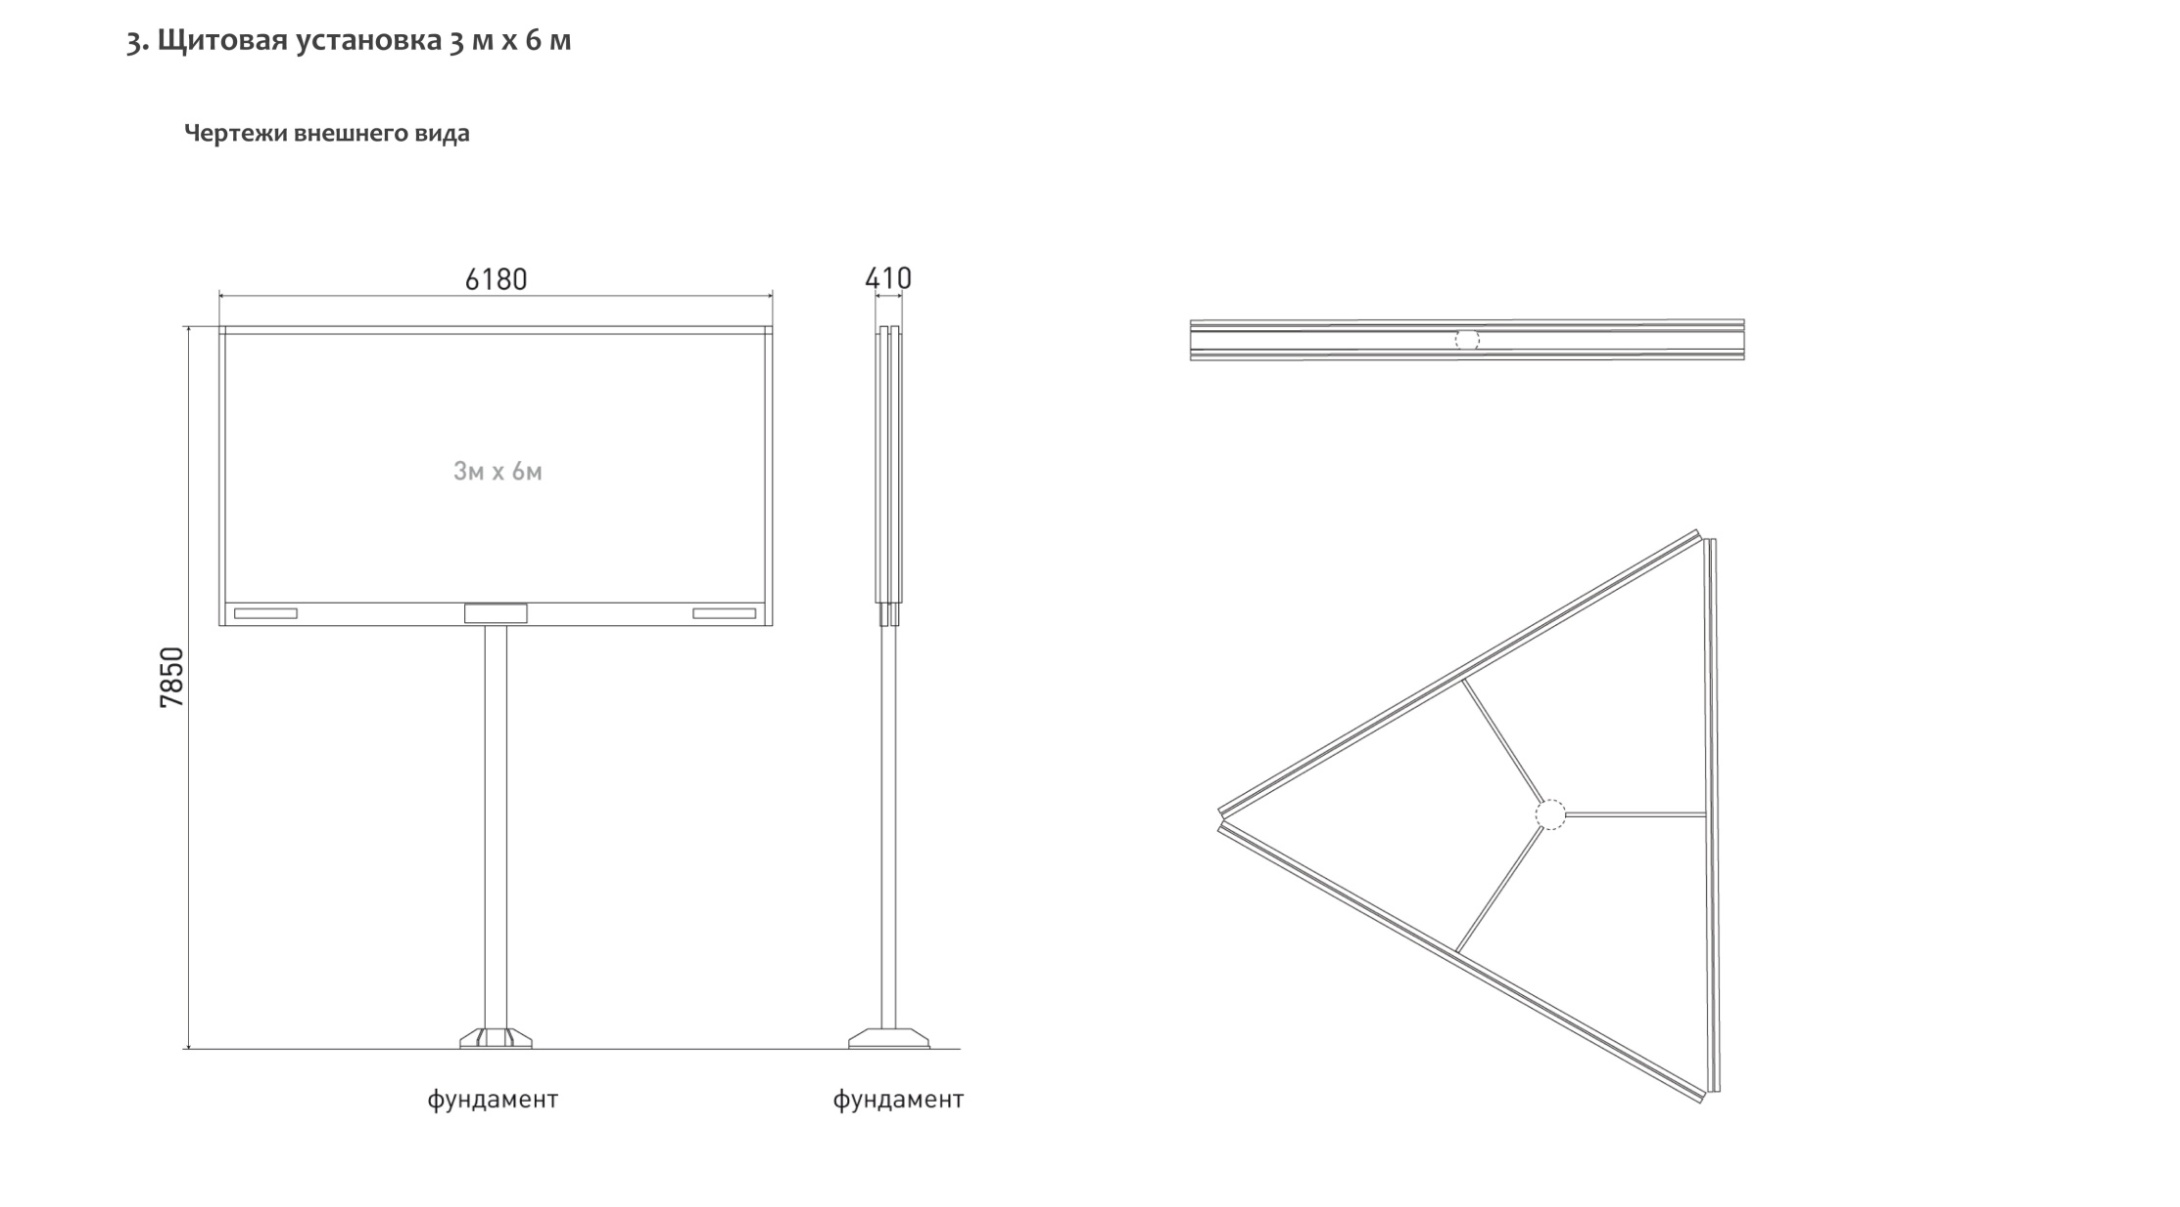 3. Щитовая установка 3 м х 6 м
Чертежи внешнего вида
6180
410
3м х 6м
7850
фундамент
фундамент